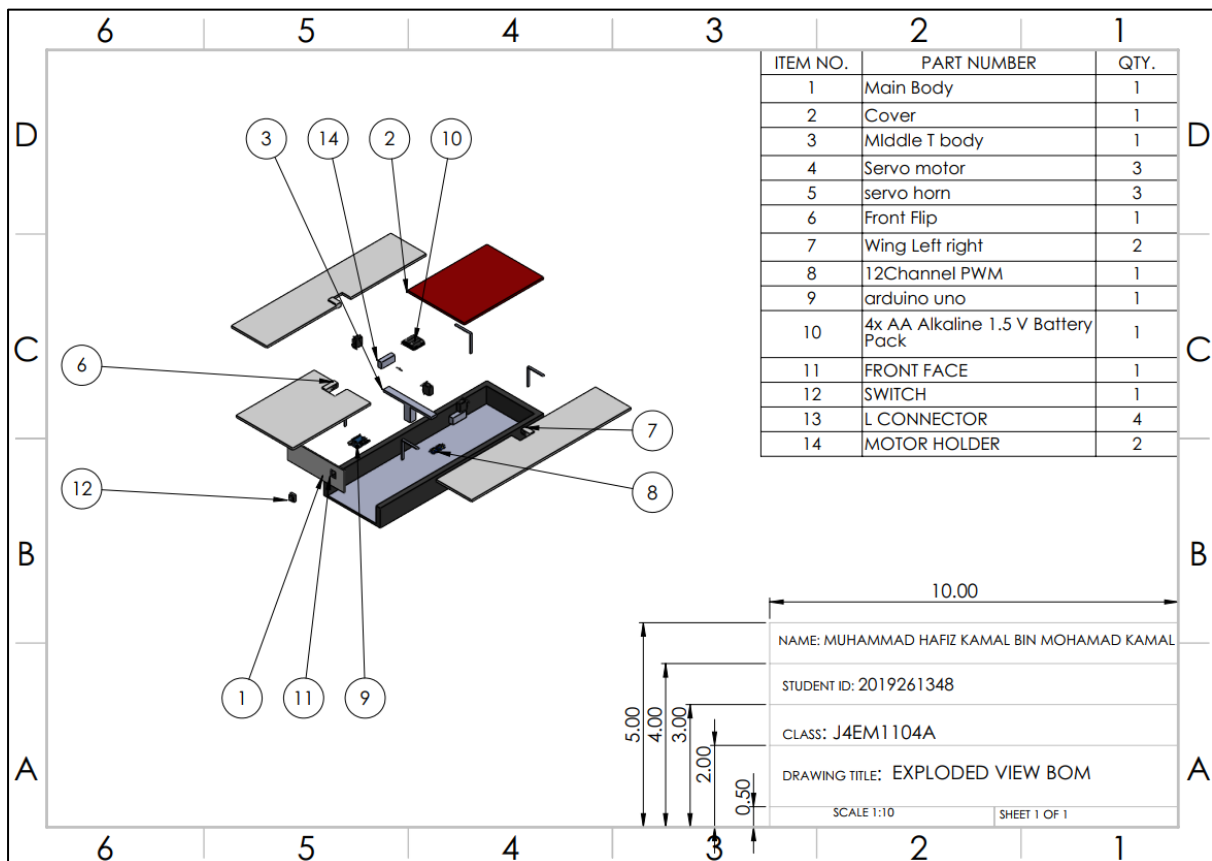 6 5 4 3 2 1
D
C
B
A
D
C
B
A
ITEM NO. PART NUMBER QTY.
1 Main Body 1
2 Cover 1
3 MIddle T body 1
4 Servo motor 3
5 servo horn 3
6 Front Flip 1
7 Wing Left right 2
8 12Channel PWM 1
9 arduino uno 1
10 4x AA Alkaline 1.5 V Battery
Pack 1
11 FRONT FACE 1
12 SWITCH 1
13 L CONNECTOR 4
14 MOTOR HOLDER 2
3 14 2 10
6
7
12 8
1 11 9
10.00
5.00
4.00
3.00
2.00
0.50
NAME: MUHAMMAD HAFIZ KAMAL BIN MOHAMAD KAMAL
STUDENT ID: 2019261348
CLASS: J4EM1104A
DRAWING TITLE: EXPLODED VIEW BOM
SCALE 1:10 SHEET 1 OF 1
6 5 4 3 2 1